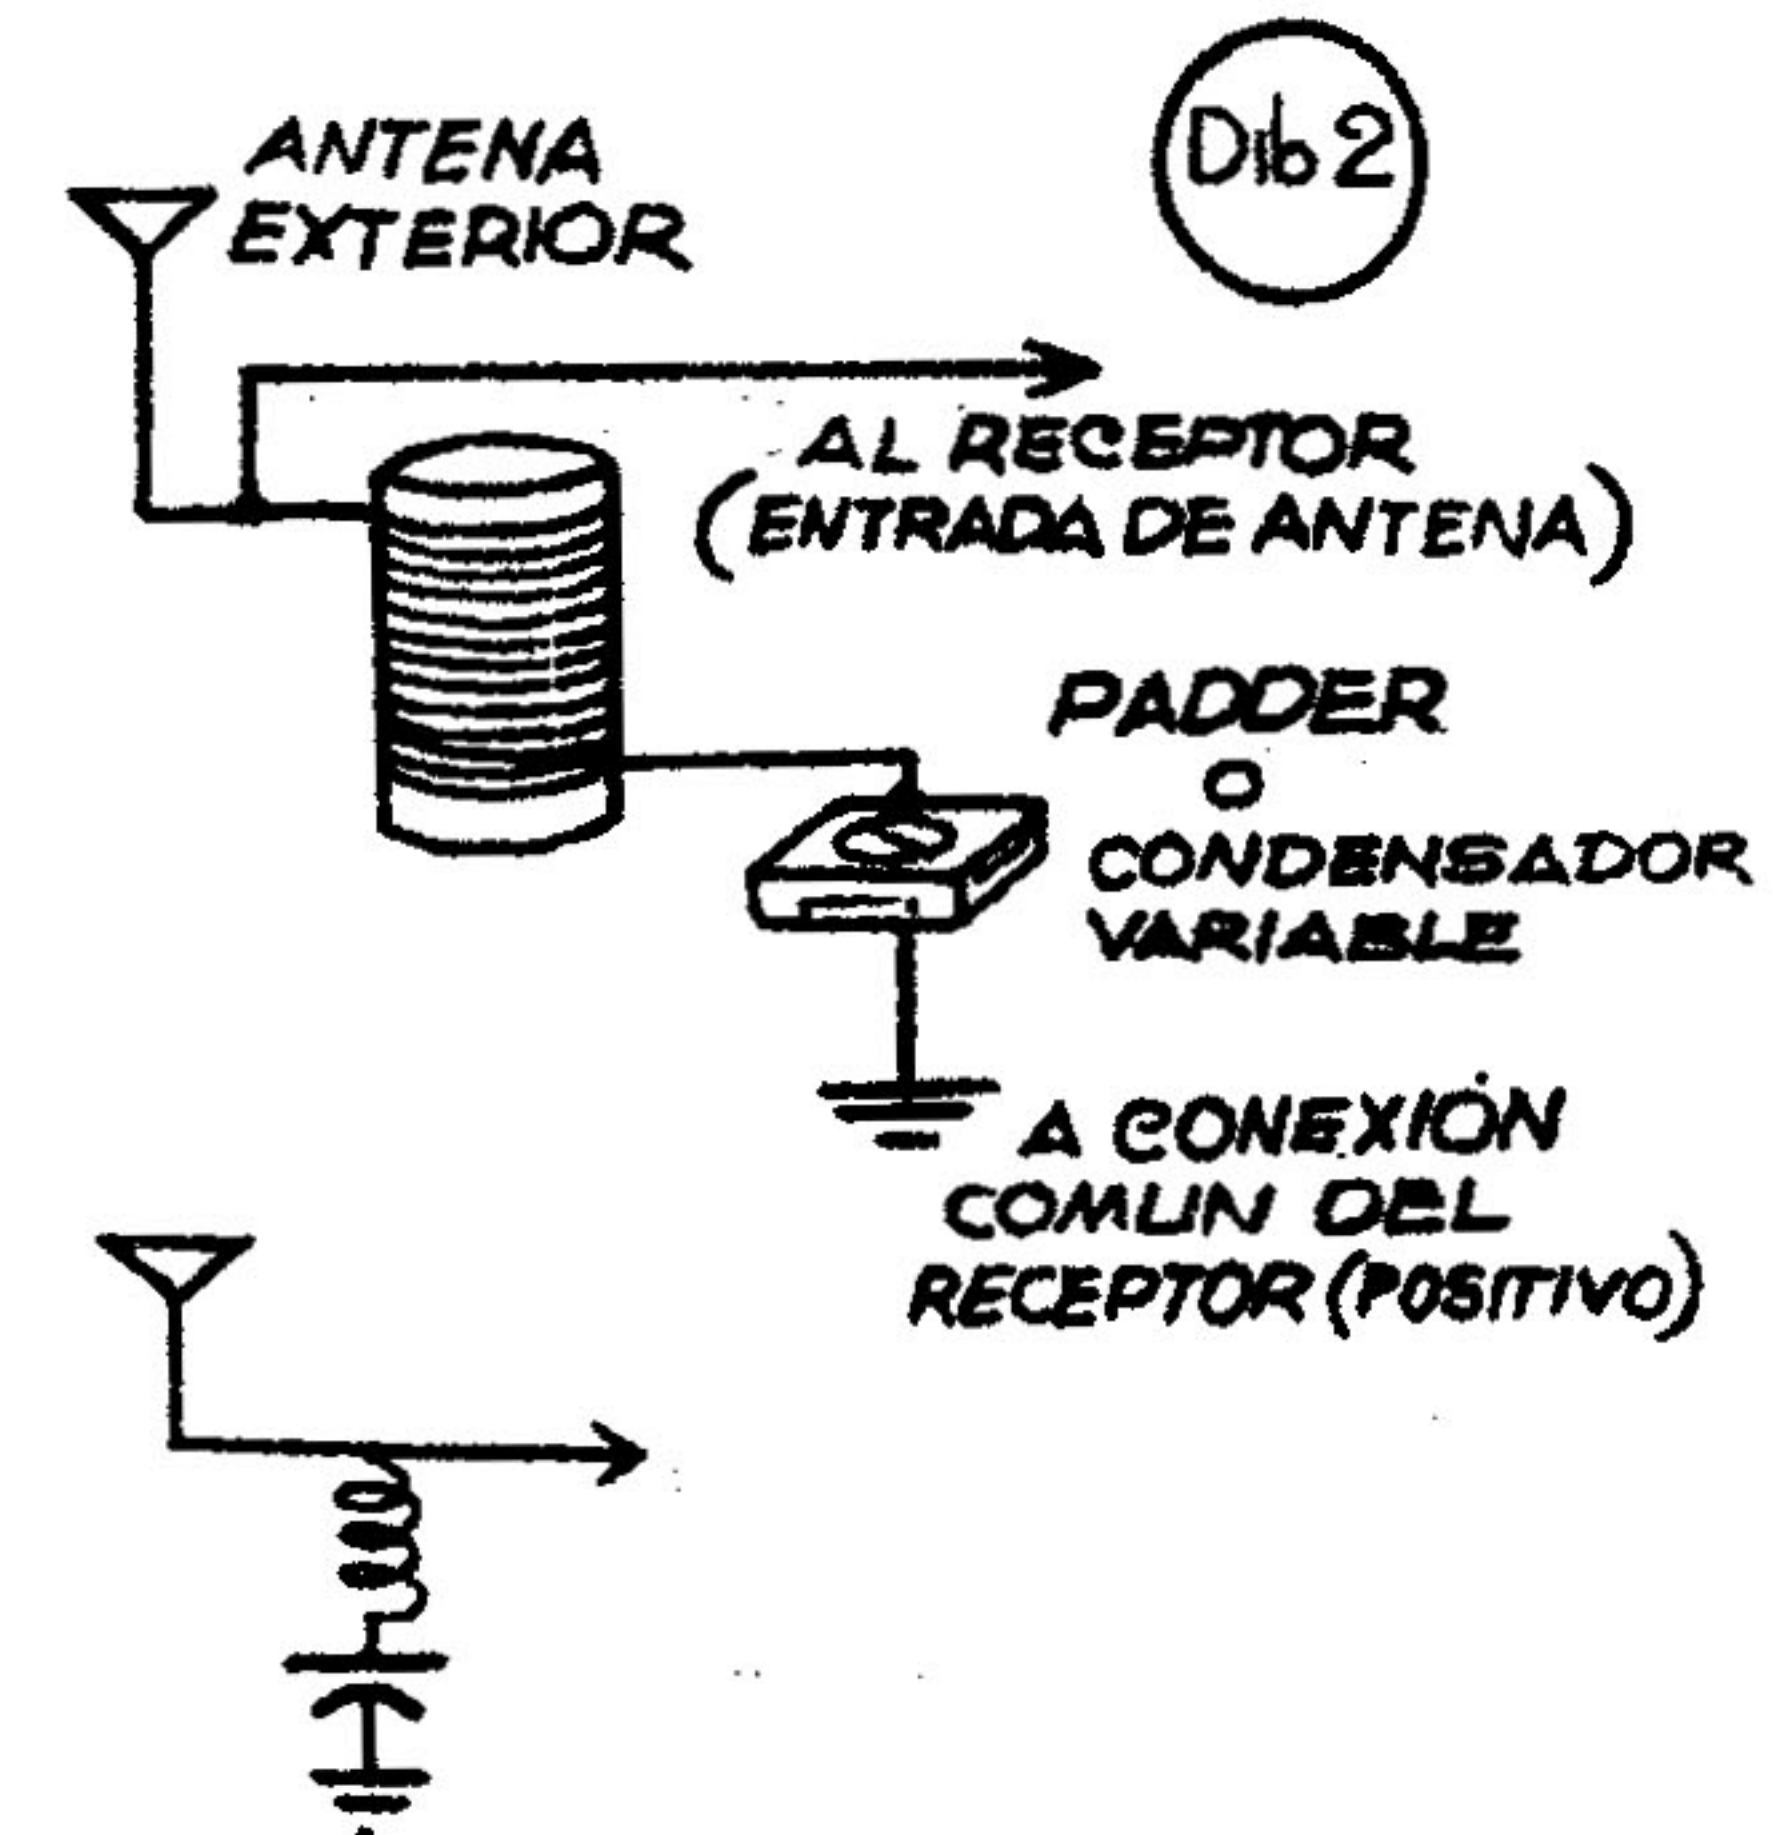 Dib 2
ANTENA
EXTERIOR
AL RECEPTOR
(ENTRADA DE ANTENA)
PADDER
O
CONDENSADOR
VARIABLE
A CONEXIÓN
COMUN DEL
RECEPTOR (POSITIVO)